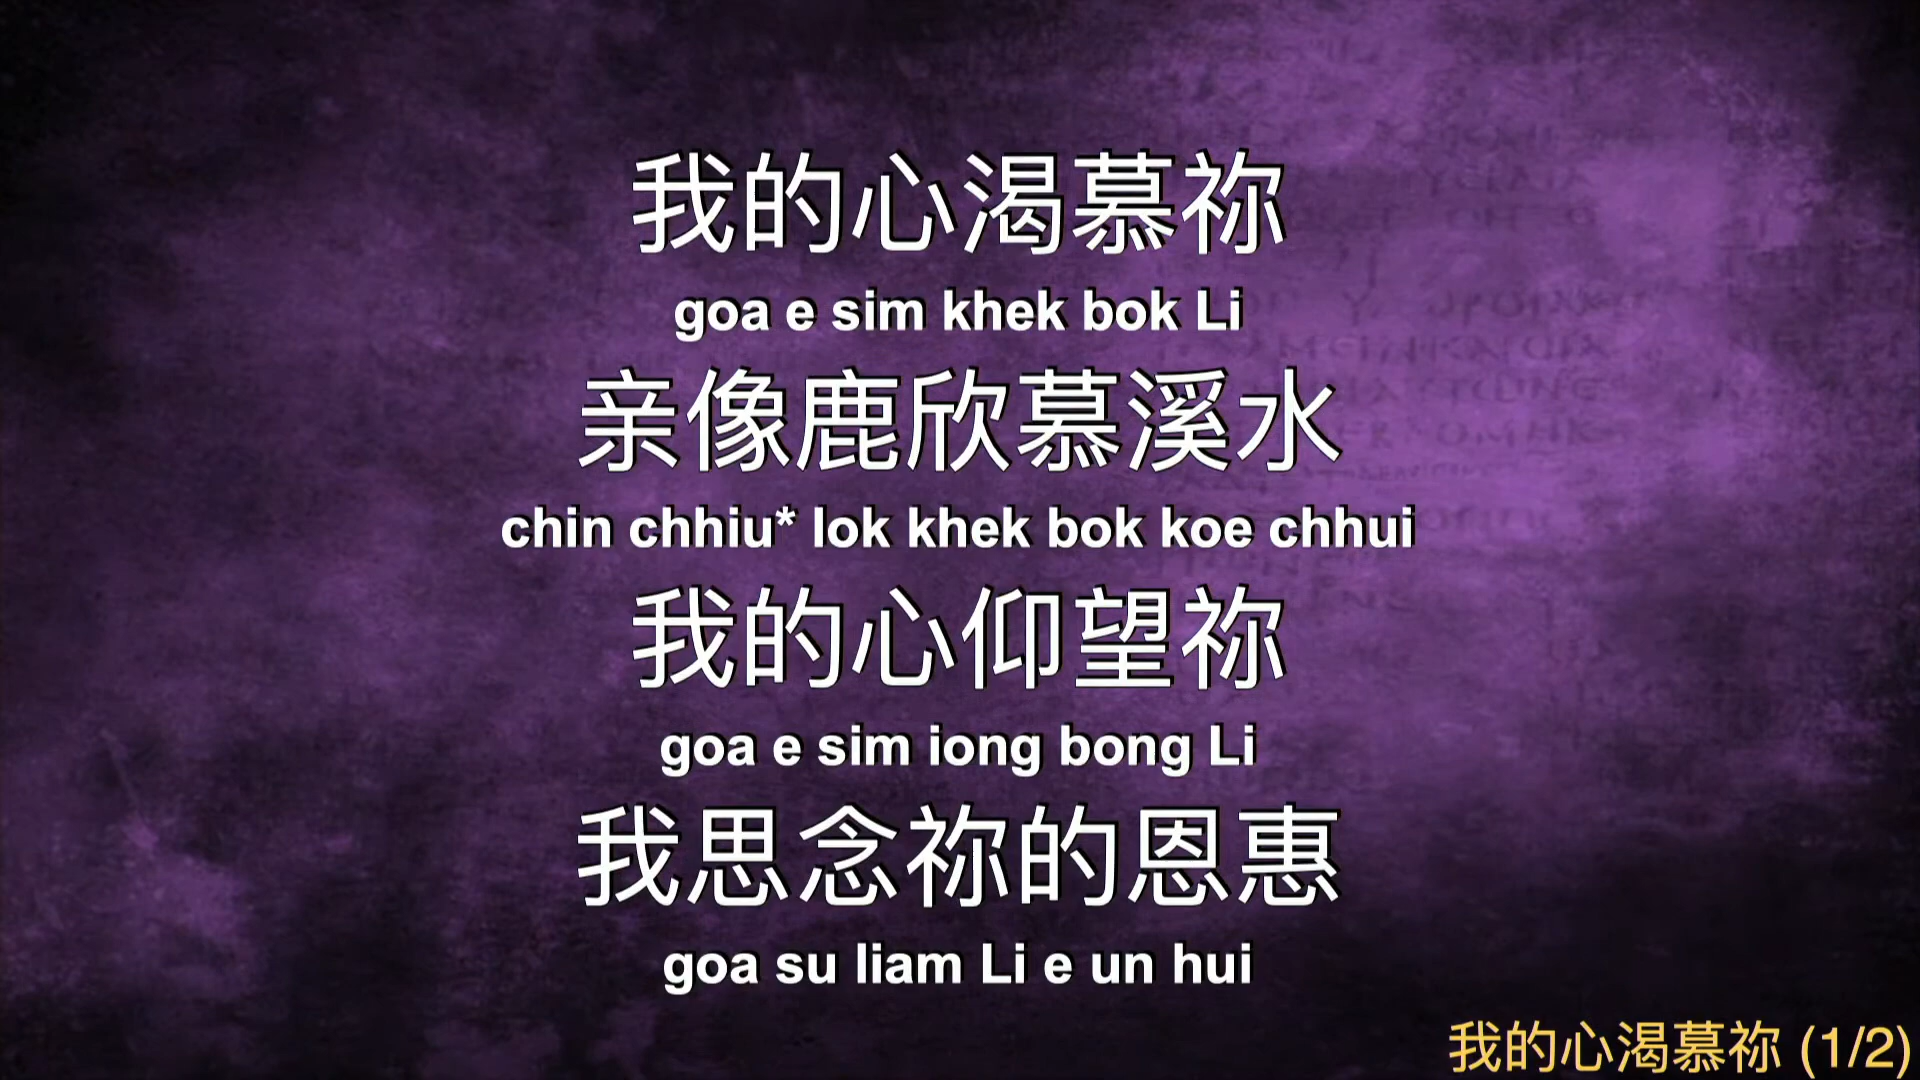 我的心渴慕祢
goa e sim khek bok Li
亲像鹿欣慕溪水
chin chhiu* lok khek bok koe chhui
我的心仰望祢
goa e sim iong bong Li
我思念祢的恩惠
goa su liam Li e un hui
我的心渴慕祢 (1/2)